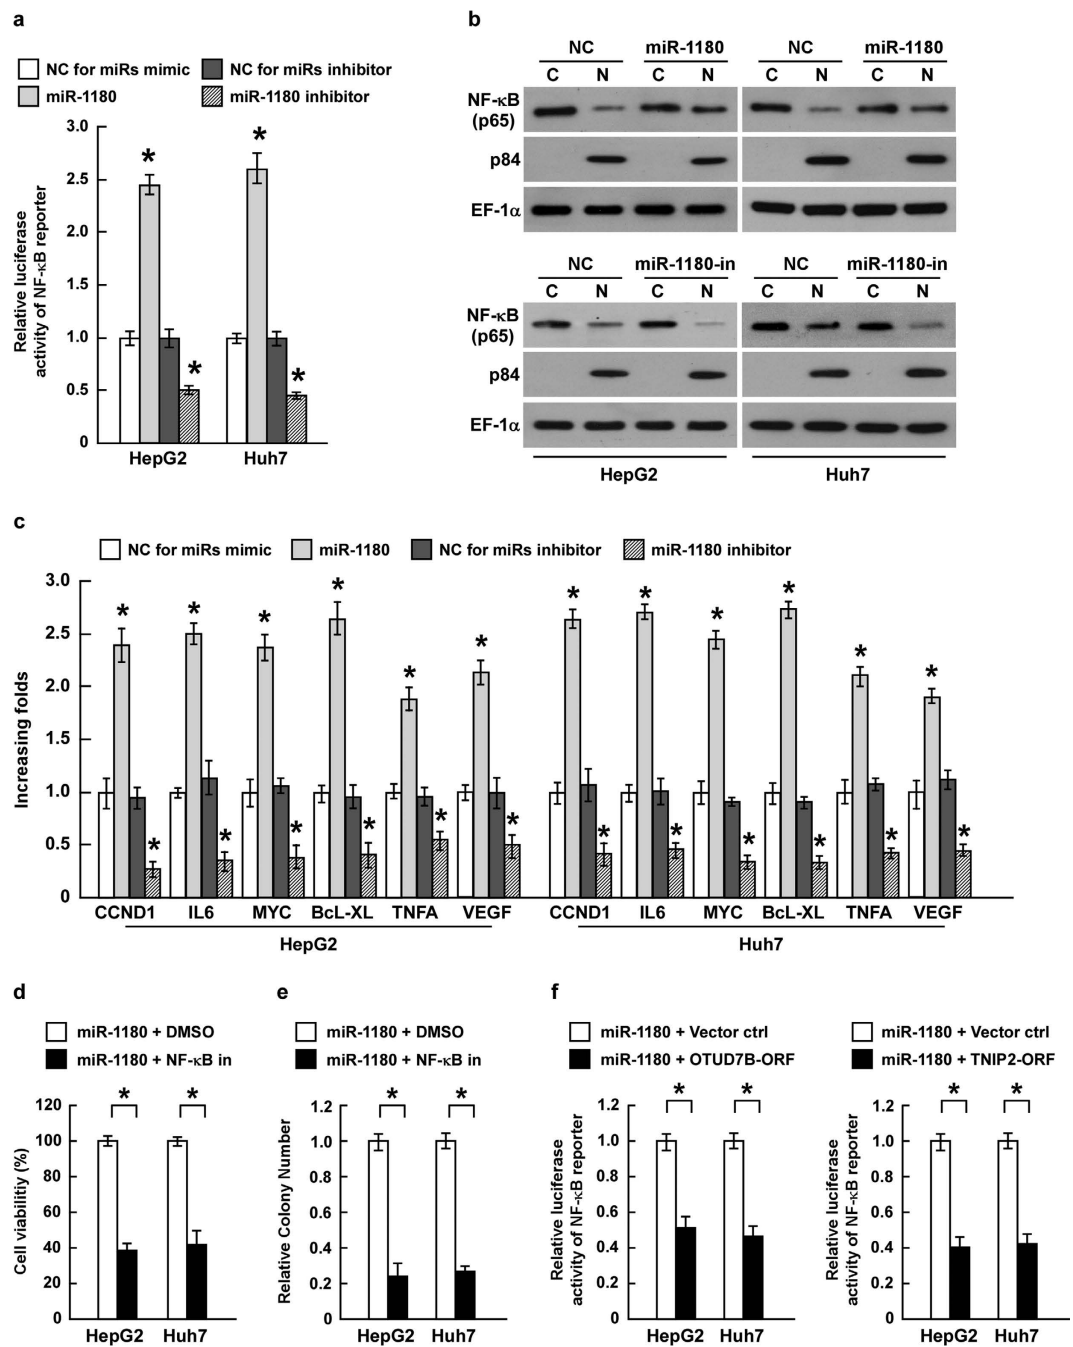 a
NC for miRs mimic
NC for miRs inhibitor
miR-1180
miR-1180 inhibitor
3.0
2.5
2.0
1.5
1.0
0.5
0
Relative luciferase
activity of NF-κB reporter
*
*
*
*
HepG2
Huh7
b
NC
miR-1180
NC
miR-1180
C N C N C N C N
NF-κB
(p65)
p84
EF-1α
NC
miR-1180-in
NC
miR-1180-in
C N C N C N C N
NF-κB
(p65)
p84
EF-1α
HepG2
Huh7
c
NC for miRs mimic
miR-1180
NC for miRs inhibitor
miR-1180 inhibitor
3.0
2.5
2.0
1.5
1.0
0.5
0
Increasing folds
* * * * * * * * * * * *
* * * * * * * * * * * *
CCND1 IL6 MYC BcL-XL TNFA VEGF CCND1 IL6 MYC BcL-XL TNFA VEGF
HepG2
Huh7
d
miR-1180 + DMSO
miR-1180 + NF-κB in
120
100
80
60
40
20
0
Cell viabilitiy (%)
* *
HepG2 Huh7
e
miR-1180 + DMSO
miR-1180 + NF-κB in
1.2
1.0
0.8
0.6
0.4
0.2
0
Relative Colony Number
* *
HepG2 Huh7
f
miR-1180 + Vector ctrl
miR-1180 + OTUD7B-ORF
1.2
1.0
0.8
0.6
0.4
0.2
0
Relative luciferase
activity of NF-κB reporter
* *
HepG2 Huh7
miR-1180 + Vector ctrl
miR-1180 + TNIP2-ORF
1.2
1.0
0.8
0.6
0.4
0.2
0
Relative luciferase
activity of NF-κB reporter
* *
HepG2 Huh7